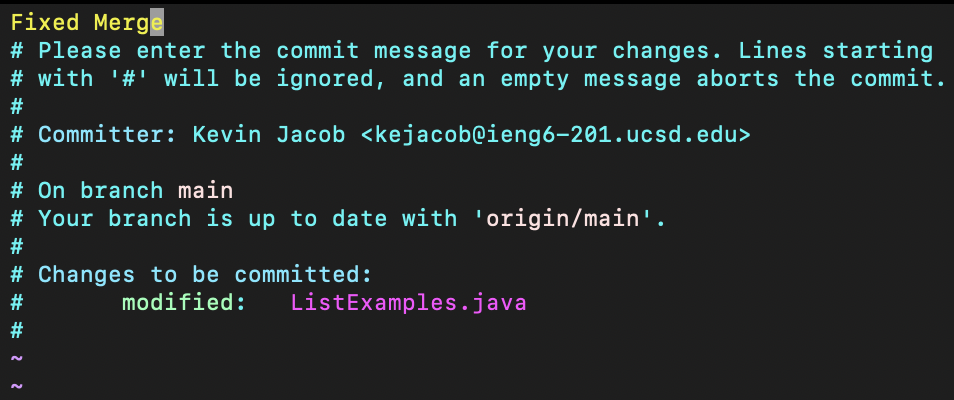 Fixed Merge
# Please enter the commit message for your changes. Lines starting
# with '#' will be ignored, and an empty message aborts the commit.
#
# Committer: Kevin Jacob <kejacob@ieng6-201.ucsd.edu>
#
# On branch main
# Your branch is up to date with 'origin/main'.
#
# Changes to be committed:
#       modified:   ListExamples.java
#
~
~